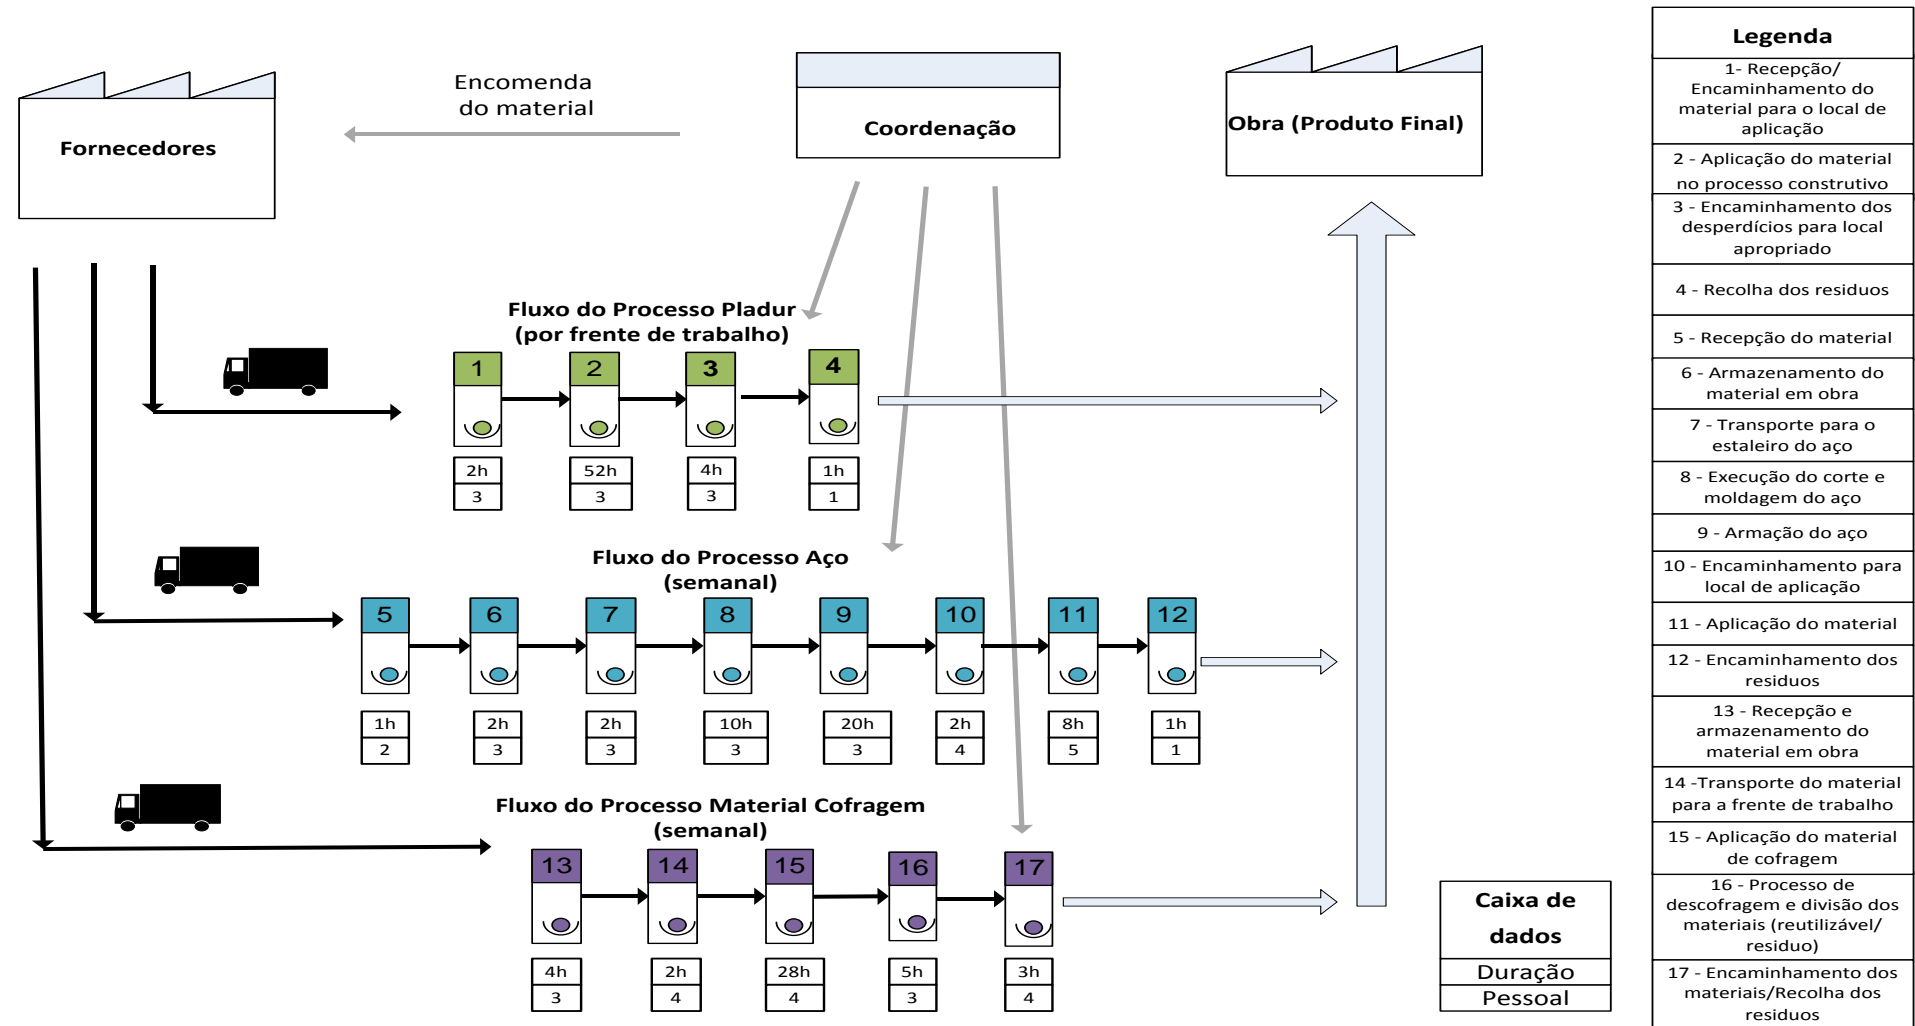 Fornecedores
Encomenda
do material
Coordenação
Obra (Produto Final)
Fluxo do Processo Pladur
(por frente de trabalho)
1
2
3
4
2h
52h
4h
1h
3
3
3
1
Fluxo do Processo Aço
(semanal)
5
6
7
8
9
10
11
12
1h
2h
2h
10h
20h
2h
8h
1h
2
3
3
3
3
4
5
1
Fluxo do Processo Material Cofragem
(semanal)
13
14
15
16
17
4h
2h
28h
5h
3h
3
4
4
3
4
Caixa de
dados
Duração
Pessoal
Legenda
1- Recepção/
Encaminhamento do
material para o local de
aplicação
2 - Aplicação do material
no processo construtivo
3 - Encaminhamento dos
desperdícios para local
apropriado
4 - Recolha dos residuos
5 - Recepção do material
6 - Armazenamento do
material em obra
7 - Transporte para o
estaleiro do aço
8 - Execução do corte e
moldagem do aço
9 - Armação do aço
10 - Encaminhamento para
local de aplicação
11 - Aplicação do material
12 - Encaminhamento dos
residuos
13 - Recepção e
armazenamento do
material em obra
14 -Transporte do material
para a frente de trabalho
15 - Aplicação do material
de cofragem
16 - Processo de
descofragem e divisão dos
materiais (reutilizável/
residuo)
17 - Encaminhamento dos
materiais/Recolha dos
residuos